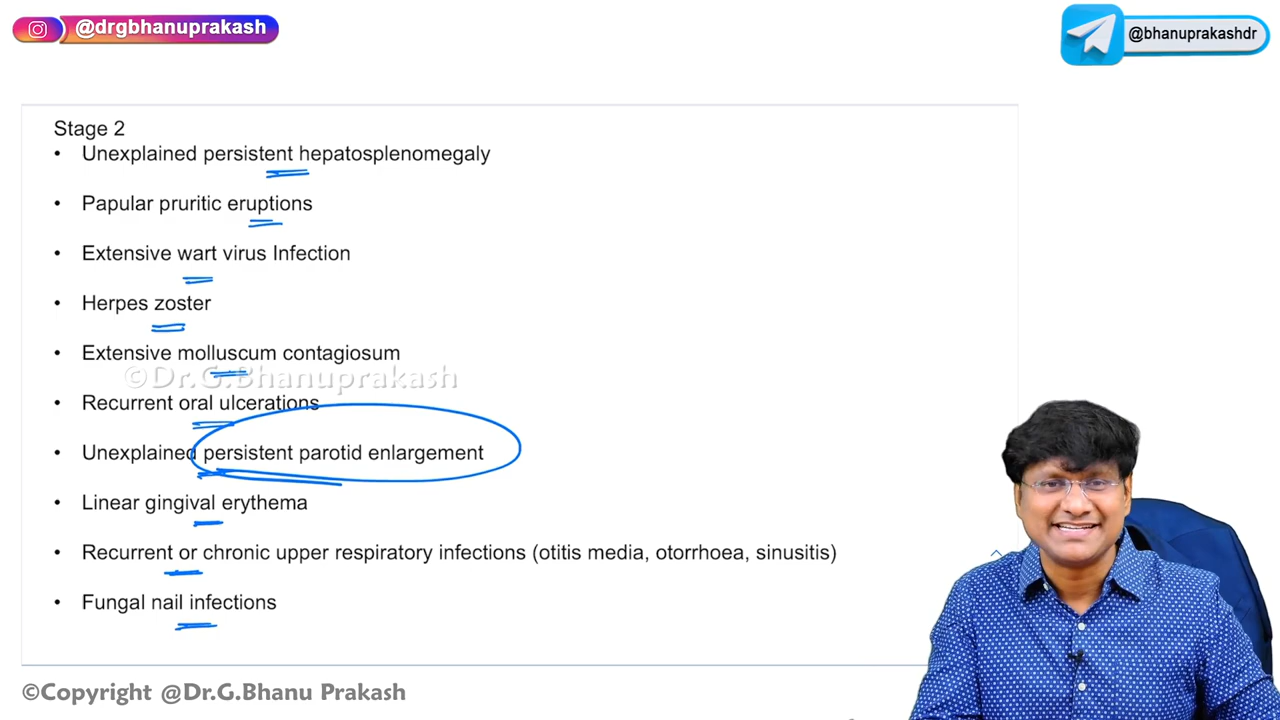 @drgbhanuprakash
@bhanuprakashdr
Stage 2
• Unexplained persistent hepatosplenomegaly
• Papular pruritic eruptions
• Extensive wart virus Infection
• Herpes zoster
• Extensive molluscum contagiosum
©Dr.G.Bhanuprakash
• Recurrent oral ulcerations
• Unexplained persistent parotid enlargement
• Linear gingival erythema
• Recurrent or chronic upper respiratory infections (otitis media, otorrhoea, sinusitis)
• Fungal nail infections
©Copyright @Dr.G.Bhanu Prakash